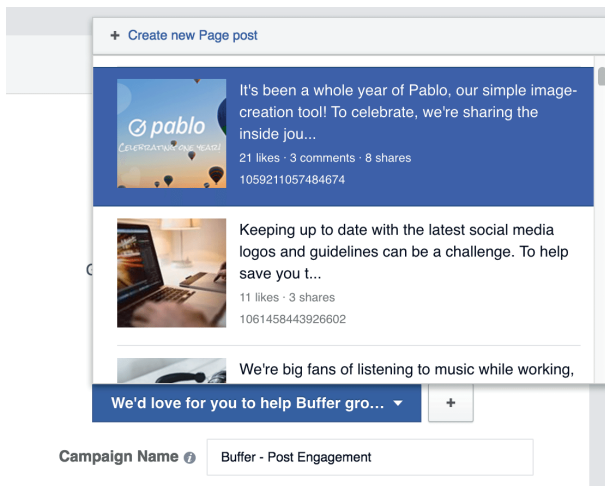 + Create new Page post
pablo
CELEBRATING ONE YEAR!
It's been a whole year of Pablo, our simple image-
creation tool! To celebrate, we're sharing the
inside jou...
21 likes · 3 comments · 8 shares
1059211057484674
Keeping up to date with the latest social media
logos and guidelines can be a challenge. To help
save you t...
11 likes · 3 shares
1061458443926602
We're big fans of listening to music while working,
We'd love for you to help Buffer gro...
+
Campaign Name
Buffer - Post Engagement